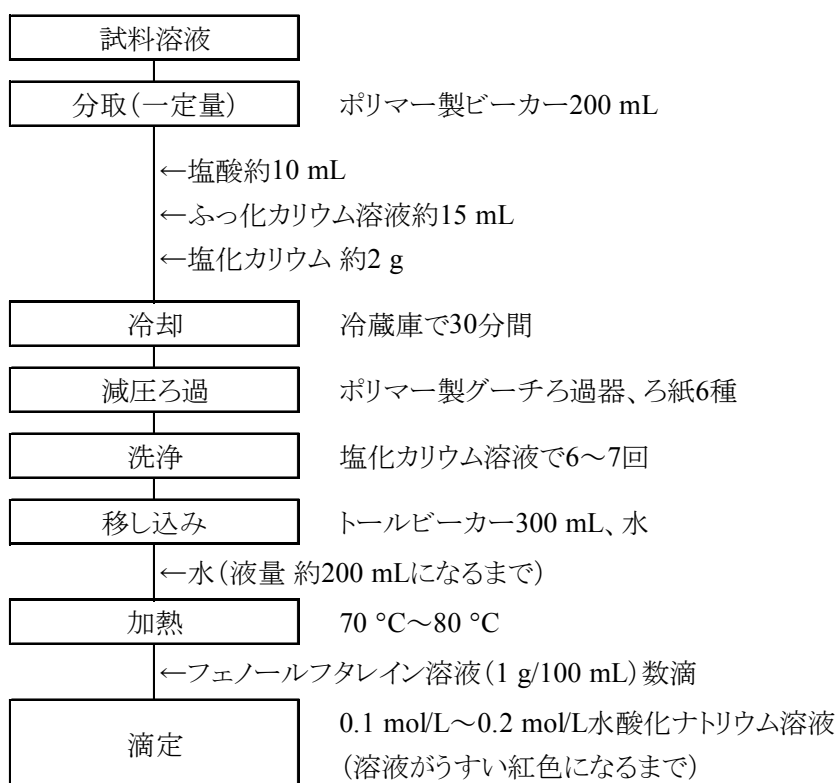 試料溶液
分取(一定量) ポリマー製ビーカー200 mL
←塩酸約10 mL
←ふっ化カリウム溶液約15 mL
←塩化カリウム 約2 g
冷却 冷蔵庫で30分間
減圧ろ過 ポリマー製グーチろ過器、ろ紙6種
洗浄 塩化カリウム溶液で6～7回
移し込み トールビーカー300 mL、水
←水(液量 約200 mLになるまで)
加熱 70 °C～80 °C
←フェノールフタレイン溶液(1 g/100 mL)数滴
滴定 0.1 mol/L～0.2 mol/L水酸化ナトリウム溶液
(溶液がうすい紅色になるまで)